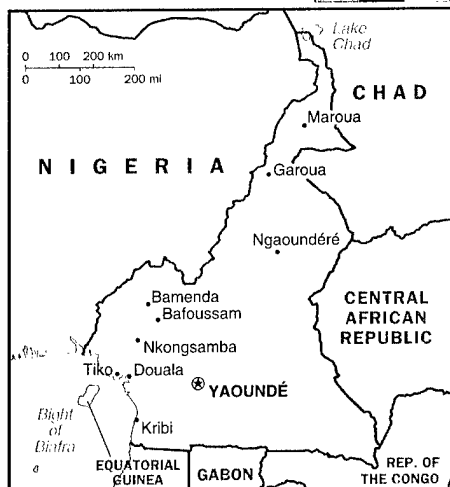 Lake
Chad
0 100 200 km
0 100 200 mi
CHAD
Maroua
NIGERIA
Garoua
Ngaoundéré
Bamenda
Bafoussam
CENTRAL
AFRICAN
REPUBLIC
Nkongsamba
Tiko
Douala
YAOUNDÉ
Bight
of
Biafra
Kribi
EQUATORIAL
GUINEA
GABON
REP. OF
THE CONGO